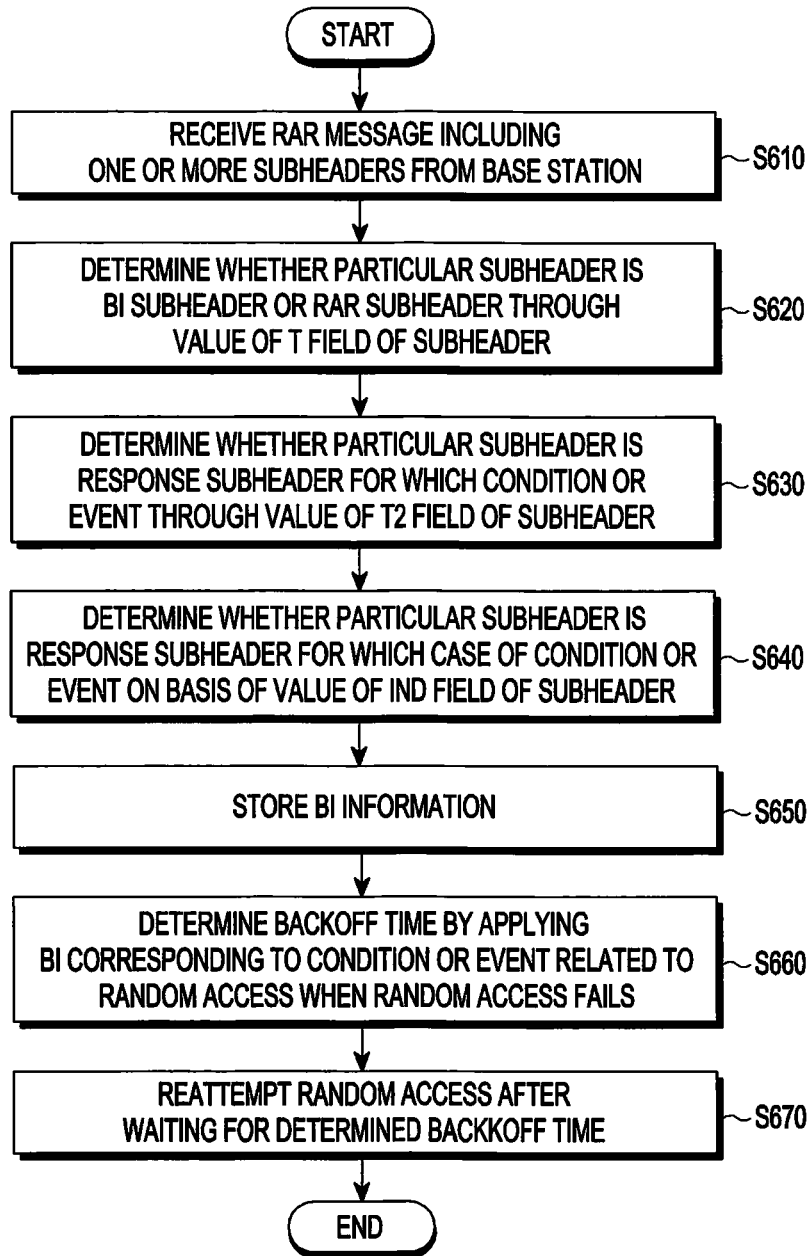 START
RECEIVE RAR MESSAGE INCLUDING
ONE OR MORE SUBHEADERS FROM BASE STATION
S610
DETERMINE WHETHER PARTICULAR SUBHEADER IS
BI SUBHEADER OR RAR SUBHEADER THROUGH
VALUE OF T FIELD OF SUBHEADER
S620
DETERMINE WHETHER PARTICULAR SUBHEADER IS
RESPONSE SUBHEADER FOR WHICH CONDITION OR
EVENT THROUGH VALUE OF T2 FIELD OF SUBHEADER
S630
DETERMINE WHETHER PARTICULAR SUBHEADER IS
RESPONSE SUBHEADER FOR WHICH CASE OF CONDITION OR
EVENT ON BASIS OF VALUE OF IND FIELD OF SUBHEADER
S640
STORE BI INFORMATION
S650
DETERMINE BACKOFF TIME BY APPLYING
BI CORRESPONDING TO CONDITION OR EVENT RELATED TO
RANDOM ACCESS WHEN RANDOM ACCESS FAILS
S660
REATTEMPT RANDOM ACCESS AFTER
WAITING FOR DETERMINED BACKKOFF TIME
S670
END